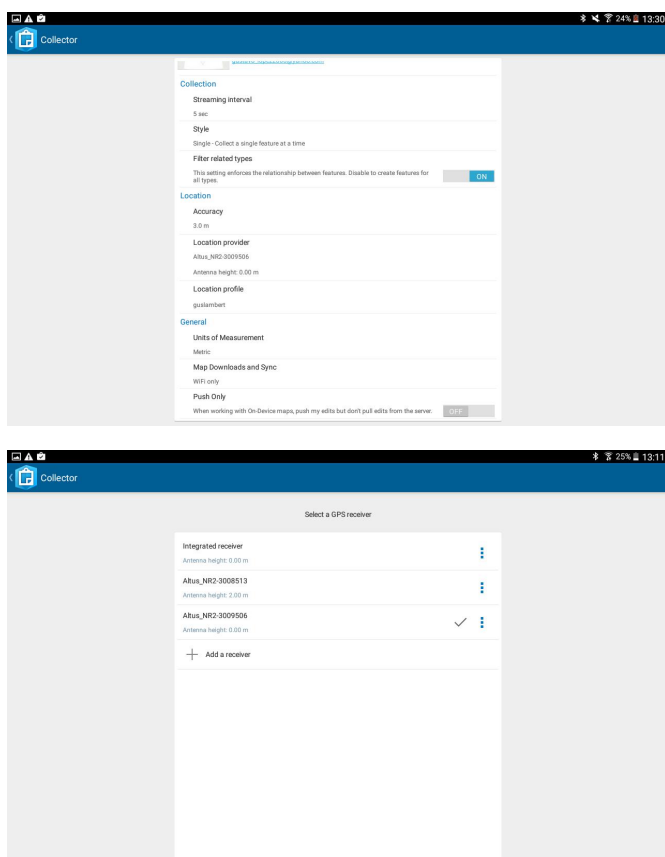 24% 13:30
Collector
Collection
Streaming interval
5 sec
Style
Single - Collect a single feature at a time
Filter related types
This setting enforces the relationship between features. Disable to create features for
all types.
ON
Location
Accuracy
3.0 m
Location provider
Altus_NR2-3009506
Antenna height: 0.00 m
Location profile
guslambert
General
Units of Measurement
Metric
Map Downloads and Sync
WiFi only
Push Only
When working with On-Device maps, push my edits but don't pull edits from the server.
OFF
25% 13:11
Collector
Select a GPS receiver
Integrated receiver
Antenna height: 0.00 m
Altus_NR2-3008513
Antenna height: 2.00 m
Altus_NR2-3009506
Antenna height: 0.00 m
Add a receiver